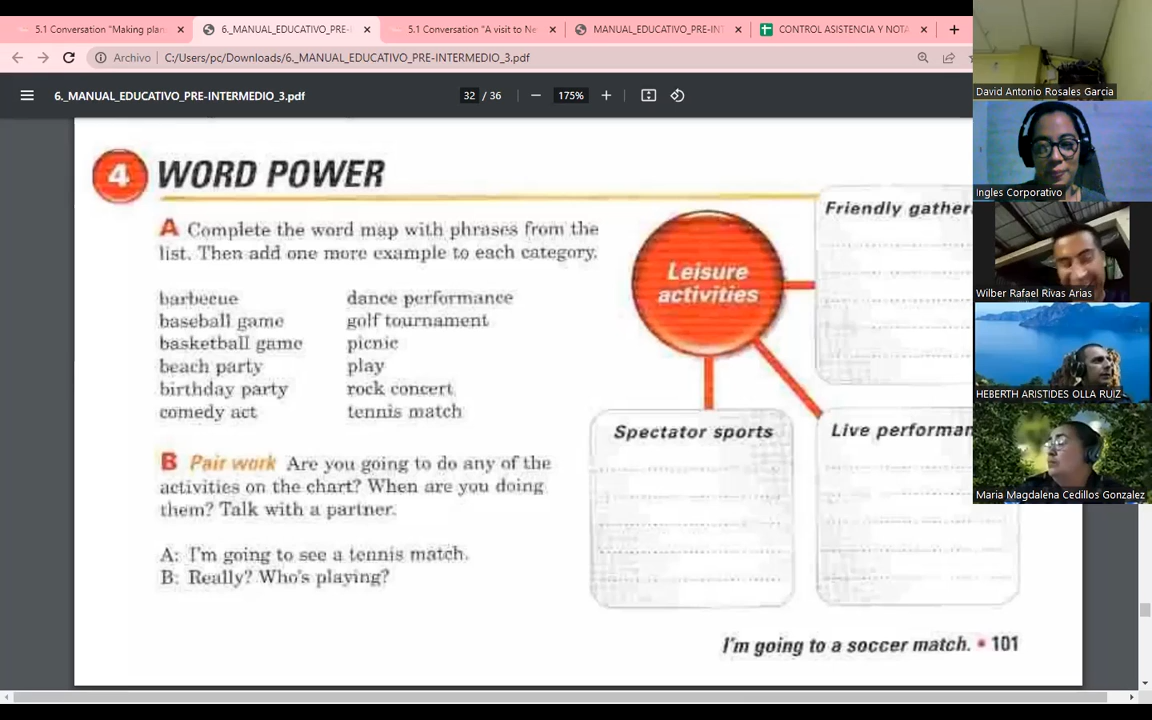 5.1 Conversation "Making plan
6._MANUAL_EDUCATIVO_PRE-I
5.1 Conversation "A visit to Ne
MANUAL_EDUCATIVO_PRE-INT
CONTROL ASISTENCIA Y NOTA
Archivo
C:/Users/pc/Downloads/6._MANUAL_EDUCATIVO_PRE-INTERMEDIO_3.pdf
6._MANUAL_EDUCATIVO_PRE-INTERMEDIO_3.pdf
32 / 36
175%
4 WORD POWER
A Complete the word map with phrases from the
list. Then add one more example to each category.
barbecue
baseball game
basketball game
beach party
birthday party
comedy act
dance performance
golf tournament
picnic
play
rock concert
tennis match
B Pair work Are you going to do any of the
activities on the chart? When are you doing
them? Talk with a partner.
A: I'm going to see a tennis match.
B: Really? Who's playing?
Leisure
activities
Friendly gather
Spectator sports
Live performan
I'm going to a soccer match. • 101
David Antonio Rosales Garcia
Ingles Corporativo
Wilber Rafael Rivas Arias
HEBERTH ARISTIDES OLLA RUIZ
Maria Magdalena Cedillos Gonzalez